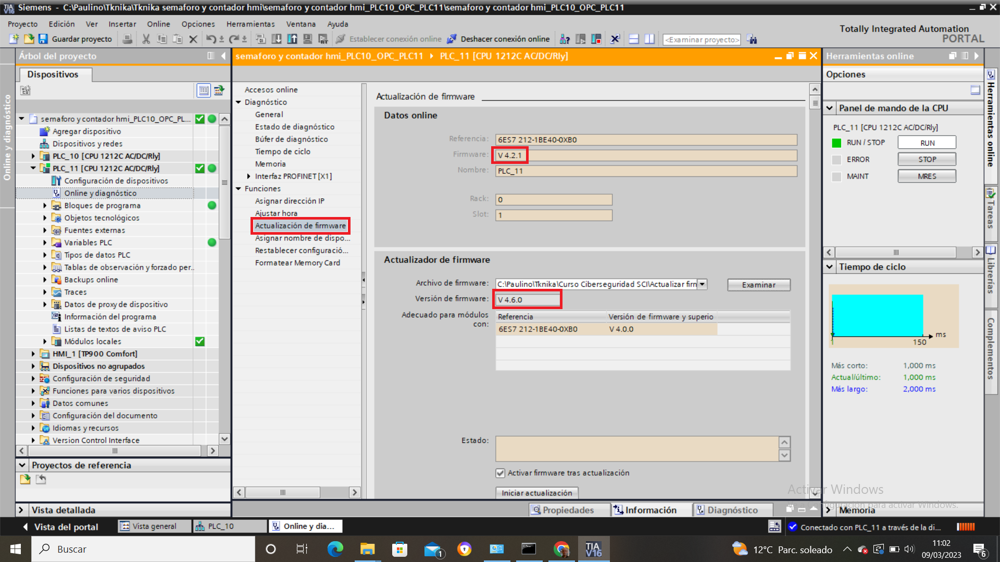 Siemens - C:\Paulino\Tknika\Tknika semaforo y contador hmi\semaforo y contador hmi_PLC10_OPC_PLC11\semaforo y contador hmi_PLC10_OPC_PLC11
Proyecto Edición Ver Insertar Online Opciones Herramientas Ventana Ayuda
Totally Integrated Automation
PORTAL
Guardar proyecto
Establecer conexión online
Deshacer conexión online
<Examinar proyecto>
Árbol del proyecto
Dispositivos
Online y diagnóstico
semaforo y contador hmi_PLC10_OPC_PL...
Agregar dispositivo
Dispositivos y redes
PLC_10 [CPU 1212C AC/DC/Rly]
PLC_11 [CPU 1212C AC/DC/Rly]
Configuración de dispositivos
Online y diagnóstico
Bloques de programa
Objetos tecnológicos
Fuentes externas
Variables PLC
Tipos de datos PLC
Tablas de observación y forzado per..
Backups online
Traces
Datos de proxy de dispositivo
Información del programa
Listas de textos de aviso PLC
Módulos locales
HMI_1 [TP900 Comfort]
Dispositivos no agrupados
Configuración de seguridad
Funciones para varios dispositivos
Datos comunes
Configuración del documento
Idiomas y recursos
Version Control Interface
Proyectos de referencia
Vista detallada
semaforo y contador hmi_PLC10_OPC_PLC11 PLC_11 [CPU 1212C AC/DC/Rly]
Accesos online
Diagnóstico
General
Estado de diagnóstico
Búfer de diagnóstico
Tiempo de ciclo
Memoria
Interfaz PROFINET [X1]
Funciones
Asignar dirección IP
Ajustar hora
Actualización de firmware
Asignar nombre de dispo...
Restablecer configuració...
Formatear Memory Card
Actualización de firmware
Datos online
Referencia: 6ES7 212-1BE40-0XB0
Firmware: V 4.2.1
Nombre: PLC_11
Rack: 0
Slot: 1
Actualizador de firmware
Archivo de firmware: C:\Paulino\Tknika\Curso Ciberseguridad SCI\Actualizar firn
Examinar
Versión de firmware: V 4.6.0
Adecuado para módulos
con:
Referencia Versión de firmware y superio
6ES7 212-1BE40-0XB0 V 4.0.0
Estado:
Activar firmware tras actualización
Iniciar actualización
Propiedades
Información
Diagnóstico
Herramientas online
Opciones
Panel de mando de la CPU
PLC_11 [CPU 1212C AC/DC/Rly]
RUN / STOP RUN
ERROR STOP
MAINT MRES
Tiempo de ciclo
1 150 ms
Más corto: 1,000 ms
Actual/último: 1,000 ms
Más largo: 2,000 ms
Memoria
Herramientas online
Tareas
Librerías
Complementos
Activar Windows
para activar Windows.
Vista del portal
Vista general
PLC_10
Online y dia...
Conectado con PLC_11 a través de la di...
Buscar
1
TIA
V16
12°C Parc. soleado
11:02
09/03/2023
6